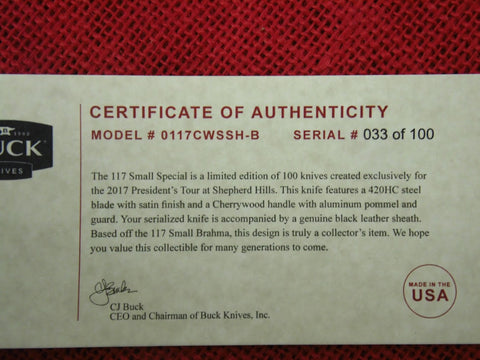 CERTIFICATE OF AUTHENTICITY
MODEL # 0117CWSSH-B SERIAL # 033 of 100
UCK
NIVES
The 117 Small Special is a limited edition of 100 knives created exclusively for
the 2017 President's Tour at Shepherd Hills. This knife features a 420HC steel
blade with satin finish and a Cherrywood handle with aluminum pommel and
guard. Your serialized knife is accompanied by a genuine black leather sheath.
Based off the 117 Small Brahma, this design is truly a collector's item. We hope
you value this collectible for many generations to come.
CJ Buck
CEO and Chairman of Buck Knives, Inc.
MADE IN THE
USA